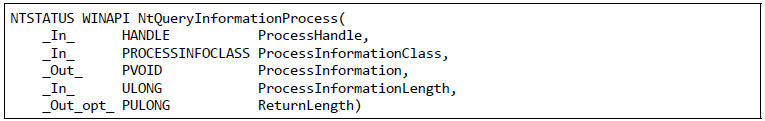 NTSTATUS WINAPI NtQueryInformationProcess(
    _In_      HANDLE           ProcessHandle,
    _In_      PROCESSINFOCLASS ProcessInformationClass,
    _Out_     PVOID            ProcessInformation,
    _In_      ULONG            ProcessInformationLength,
    _Out_opt_ PULONG           ReturnLength)